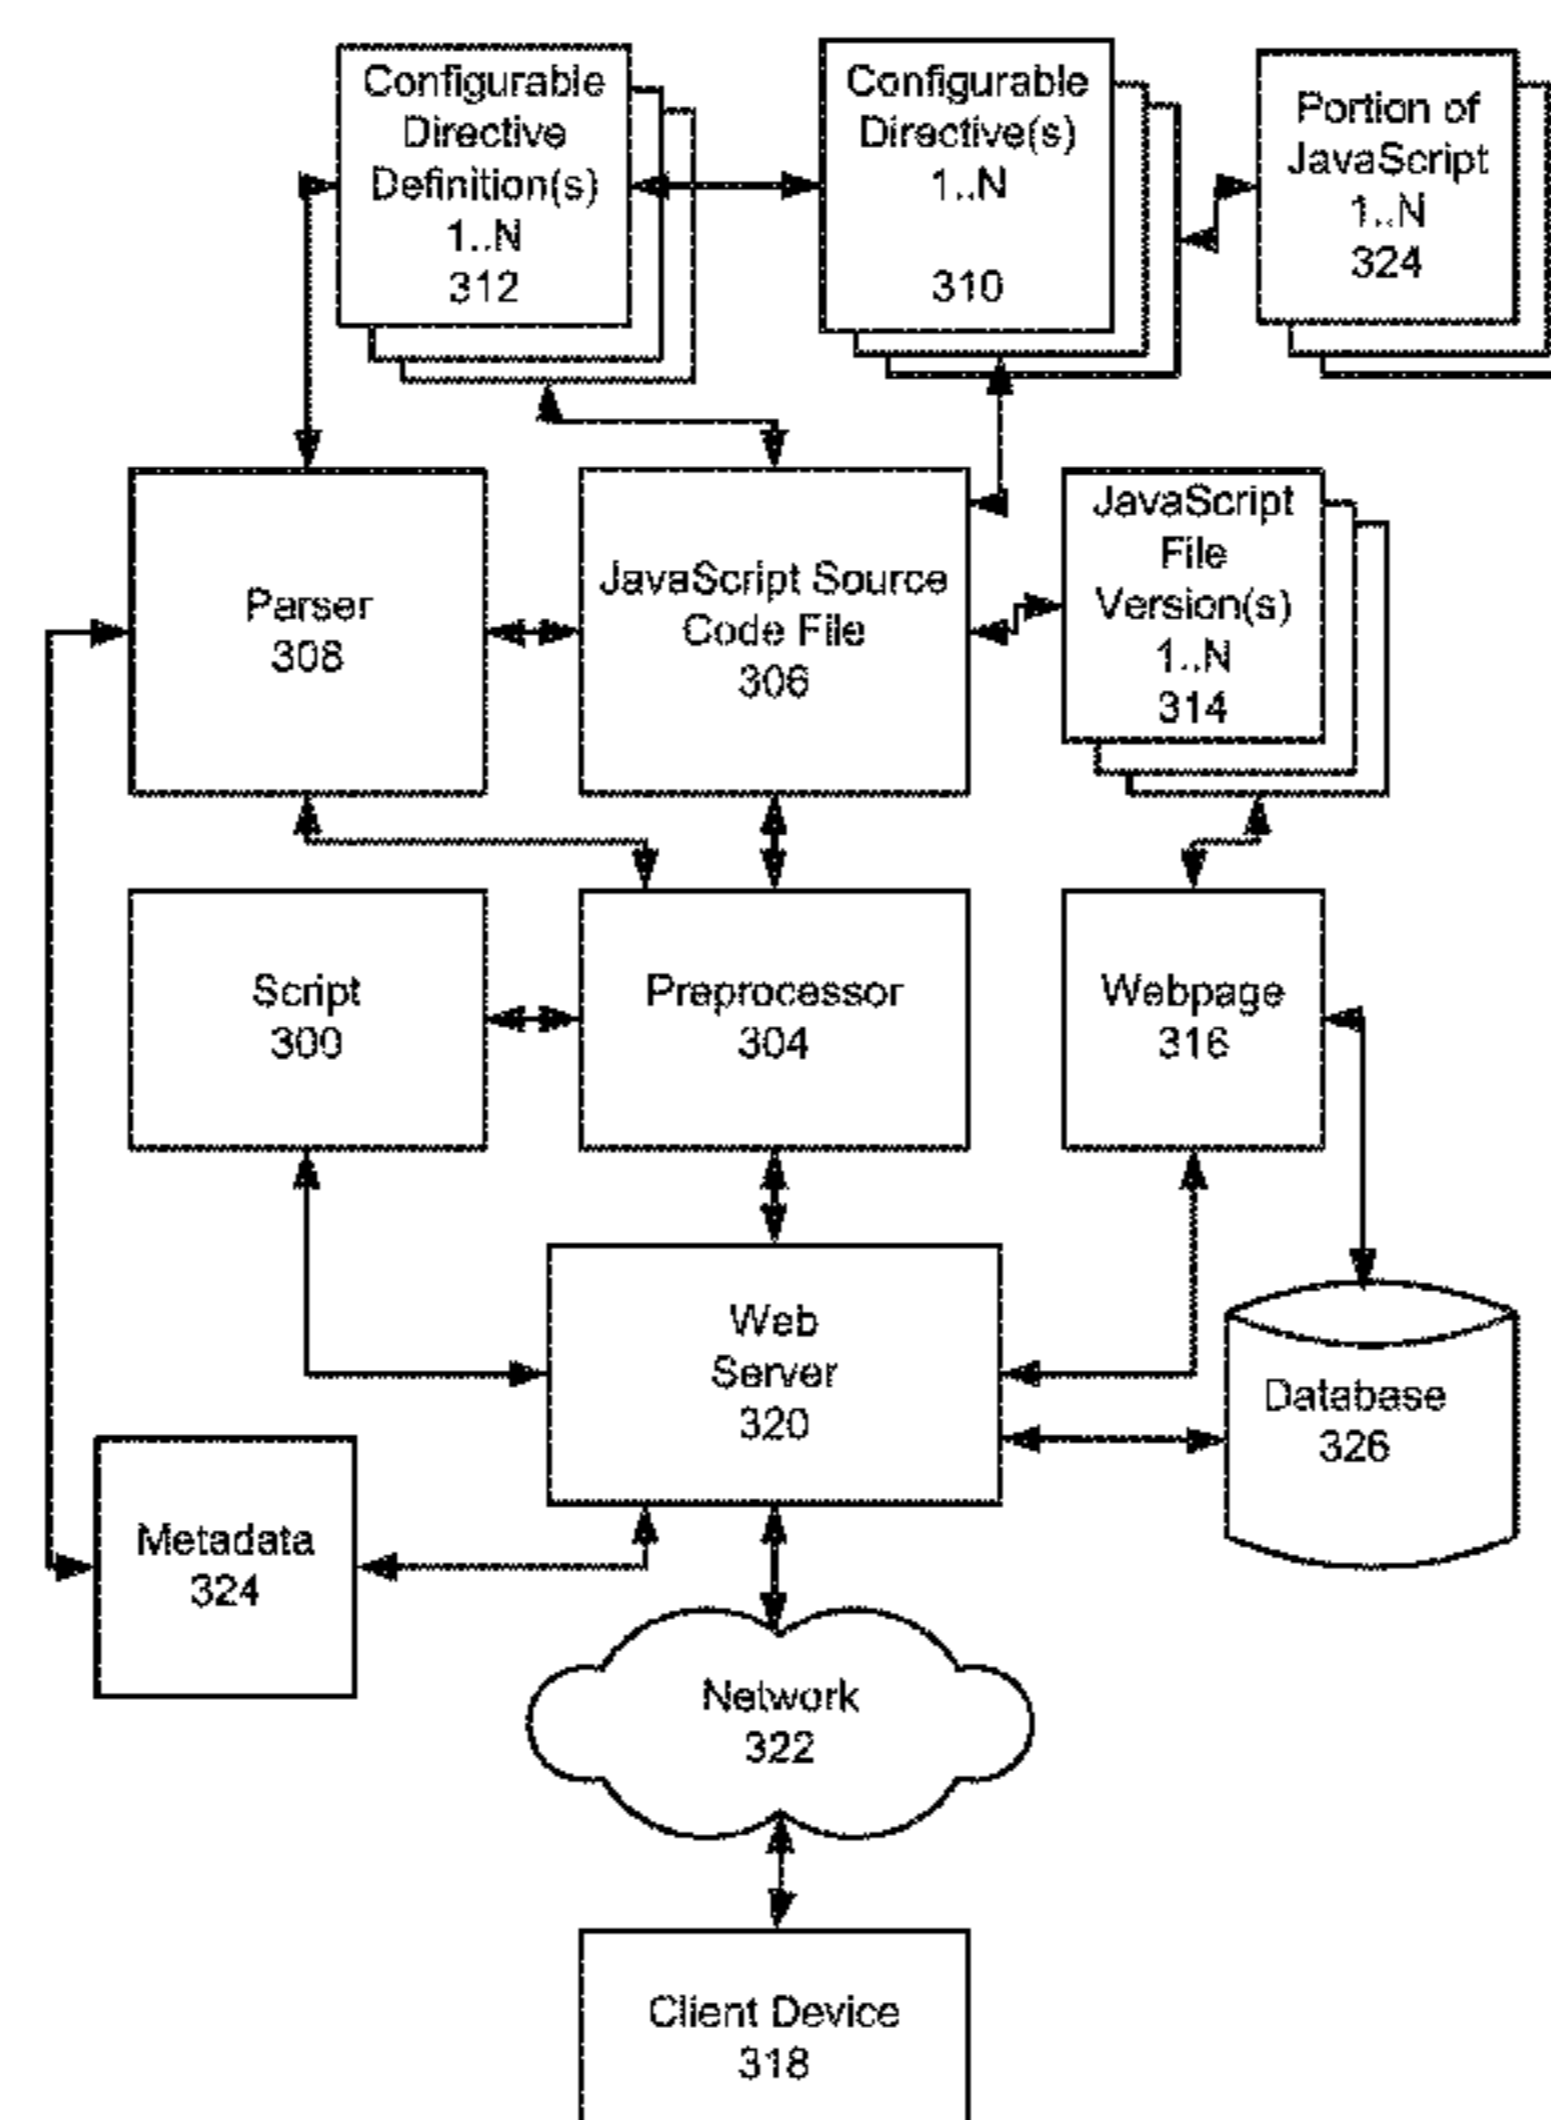 Configurable
Directive
Definition(s)
1..N
312
Configurable
Directive(s)
1..N
310
Portion of
JavaScript
1..N
324
Parser
308
JavaScript Source
Code File
306
JavaScript
File
Version(s)
1..N
314
Script
300
Preprocessor
304
Webpage
316
Web
Server
320
Database
326
Metadata
324
Network
322
Client Device
318